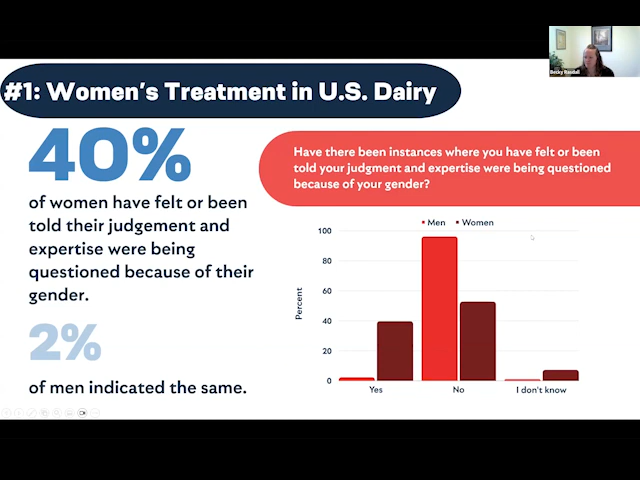 Becky Rasdall
#1: Women's Treatment in U.S. Dairy
40%
of women have felt or been
told their judgement and
expertise were being
questioned because of their
gender.
2%
of men indicated the same.
Have there been instances where you have felt or been
told your judgment and expertise were being questioned
because of your gender?
Men Women
Percent
100
80
60
40
20
0
Yes No I don't know